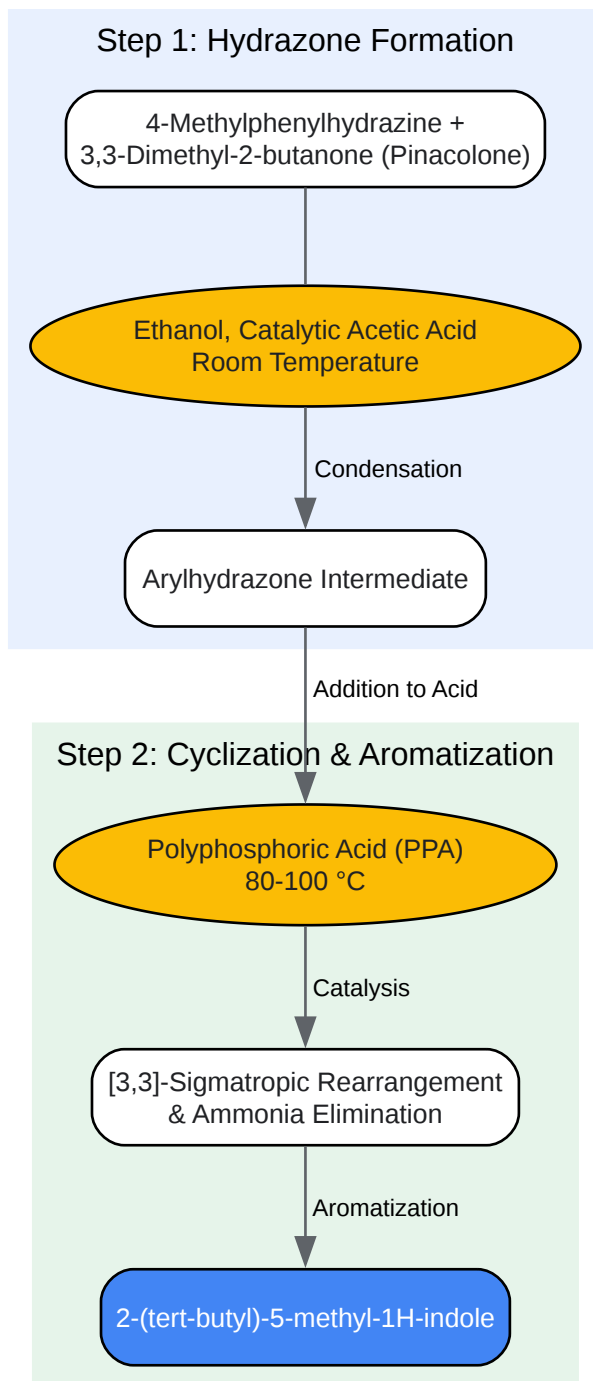 Step 1: Hydrazone Formation
4-Methylphenylhydrazine +
3,3-Dimethyl-2-butanone (Pinacolone)
Ethanol, Catalytic Acetic Acid
Room Temperature
Condensation
Arylhydrazone Intermediate
Addition to Acid
Step 2: Cyclization & Aromatization
Polyphosphoric Acid (PPA)
80-100 °C
Catalysis
[3,3]-Sigmatropic Rearrangement
& Ammonia Elimination
Aromatization
2-(tert-butyl)-5-methyl-1H-indole